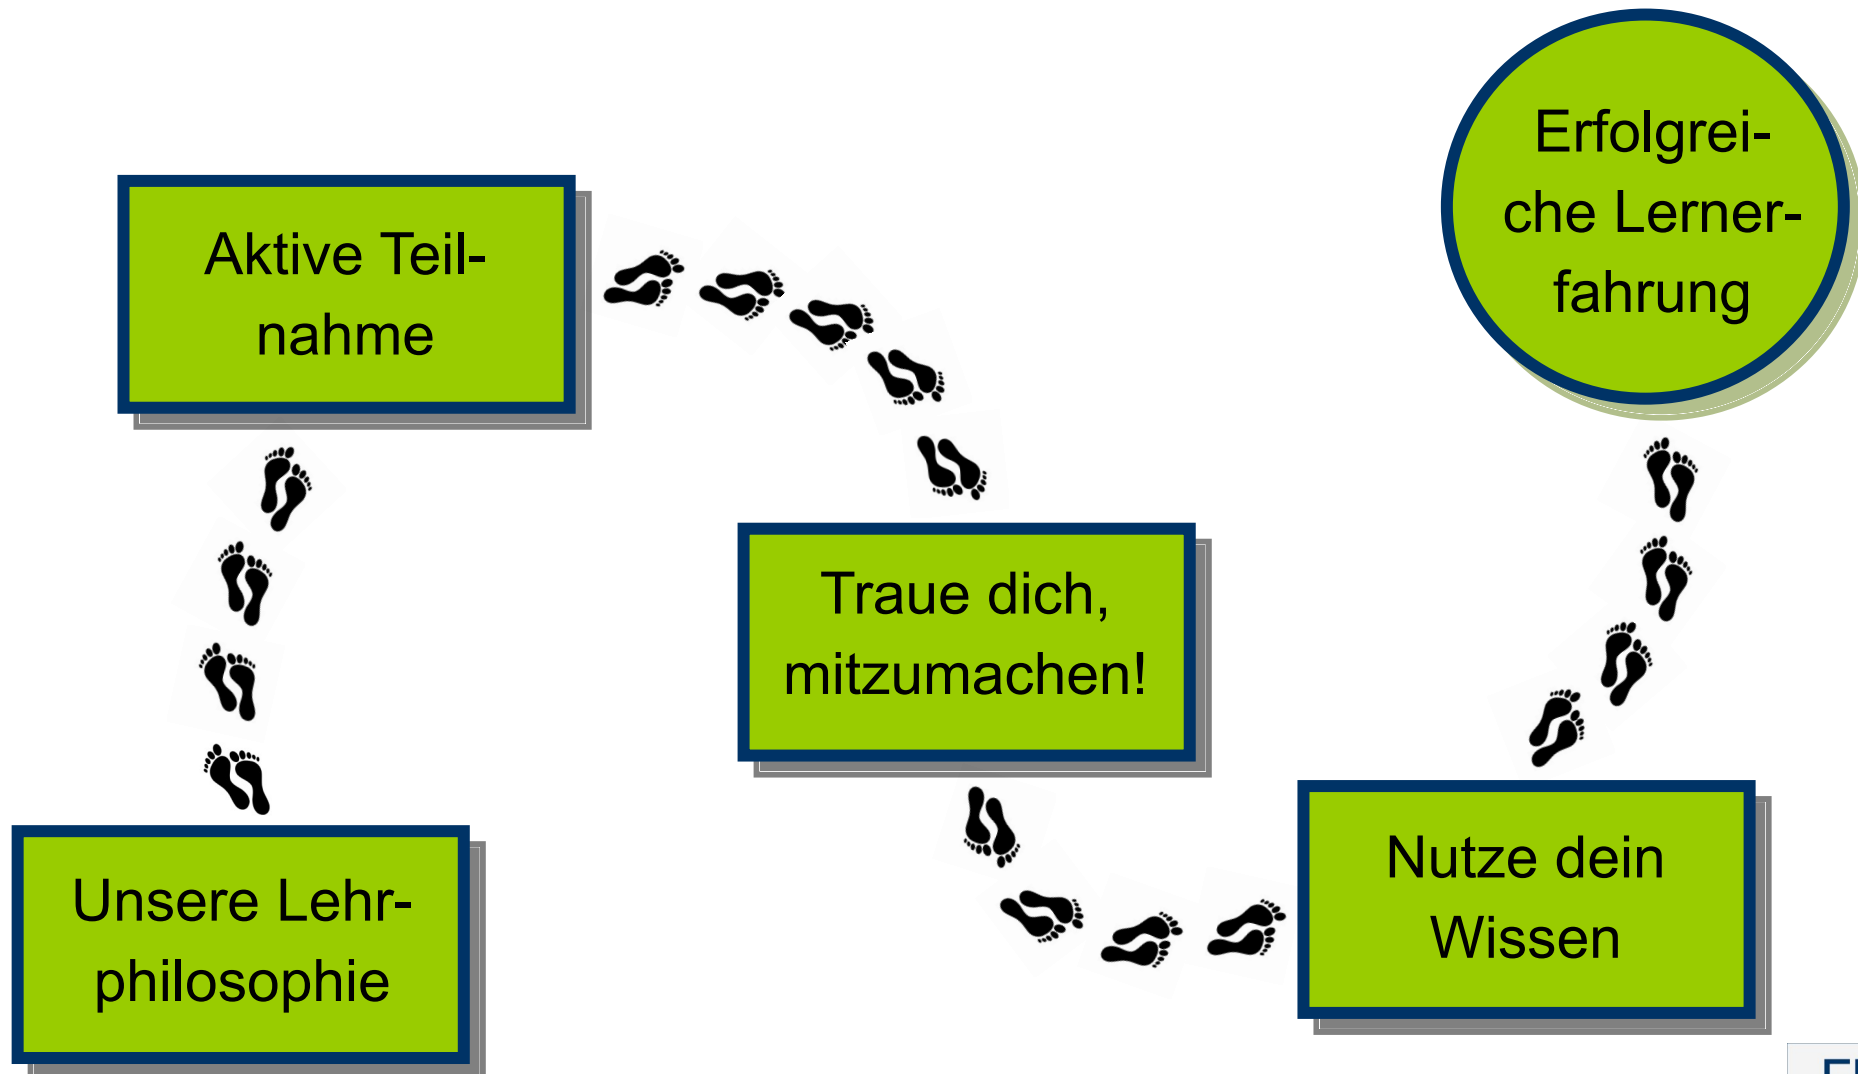 Erfolgrei-
che Lerner-
fahrung
Aktive Teil-
nahme
Traue dich,
mitzumachen!
Nutze dein
Wissen
Unsere Lehr-
philosophie